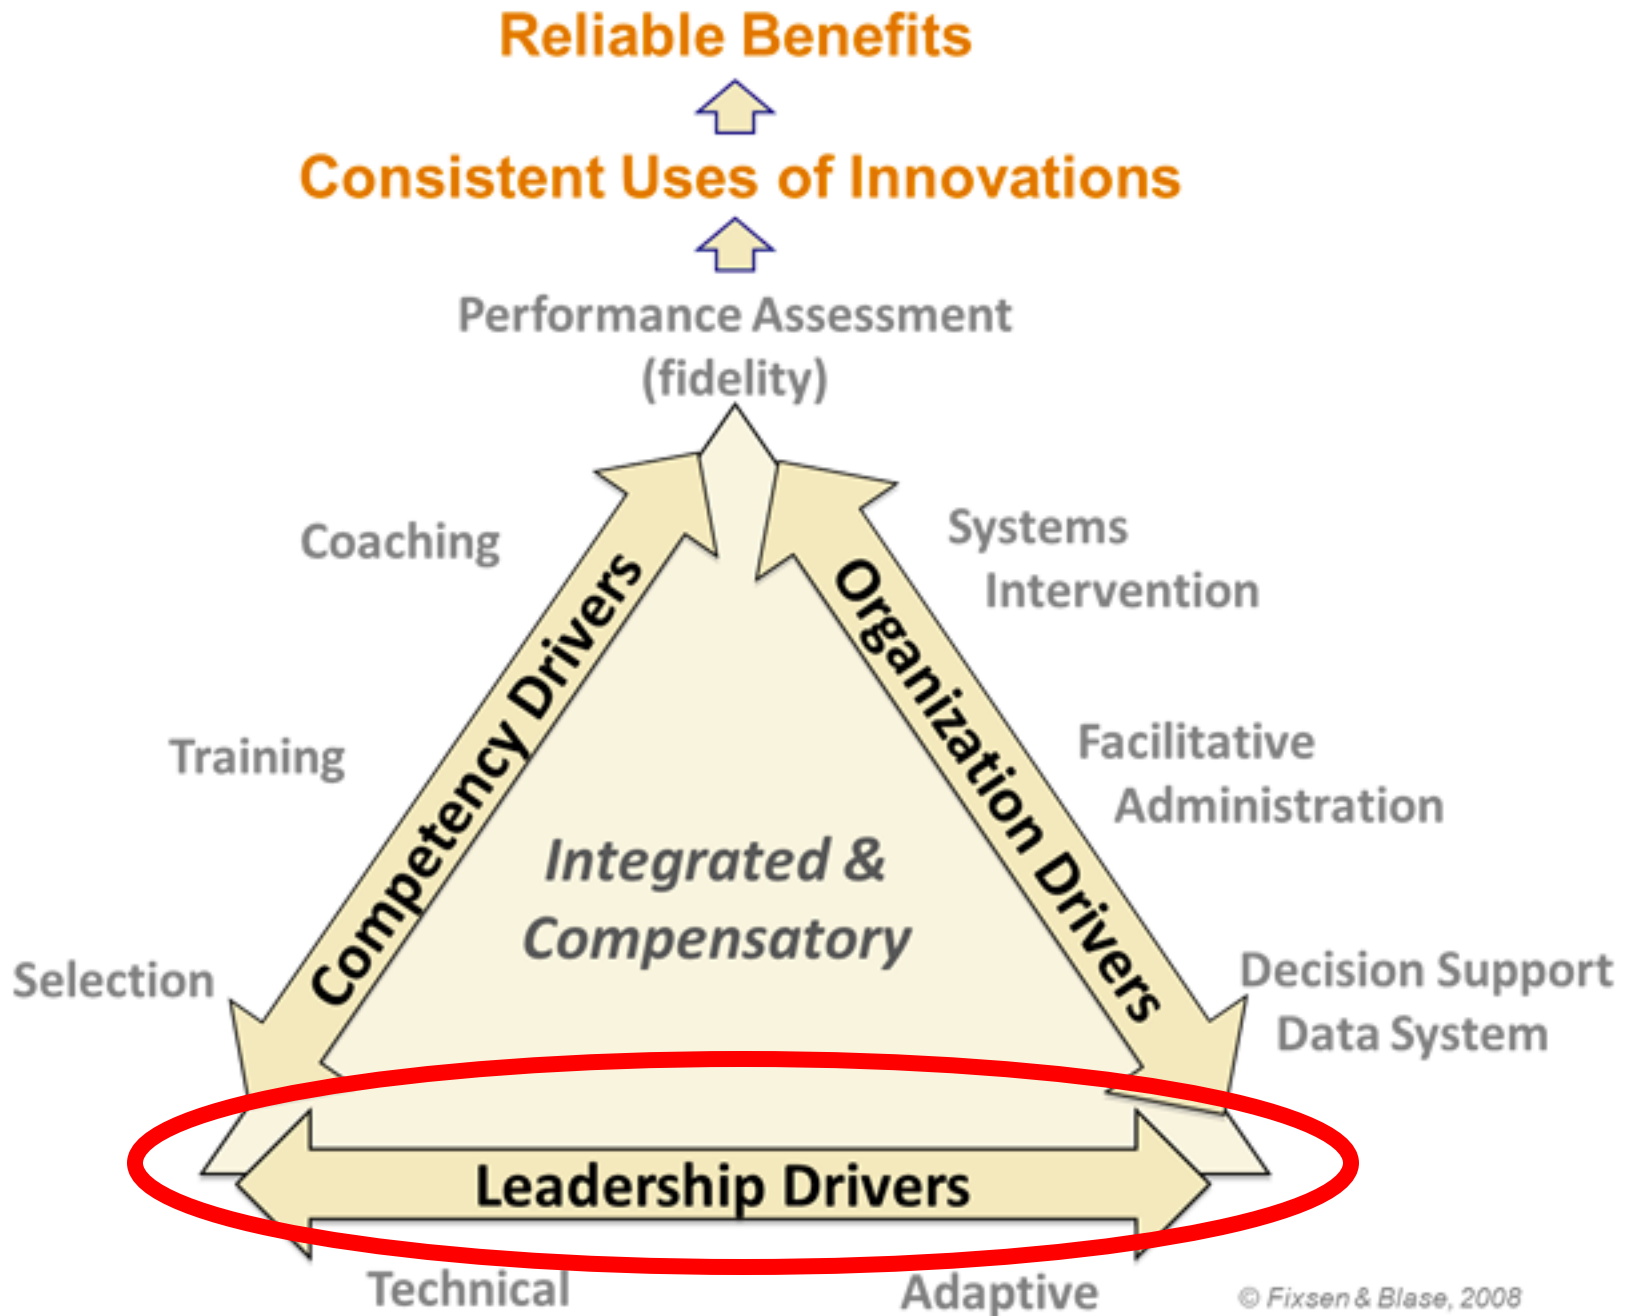 Reliable Benefits
Consistent Uses of Innovations
Performance Assessment
(fidelity)
Coaching
Systems
Intervention
Competency Drivers
Organization Drivers
Training
Facilitative
Administration
Integrated &
Compensatory
Selection
Decision Support
Data System
Leadership Drivers
Technical
Adaptive
© Fixsen & Blase, 2008